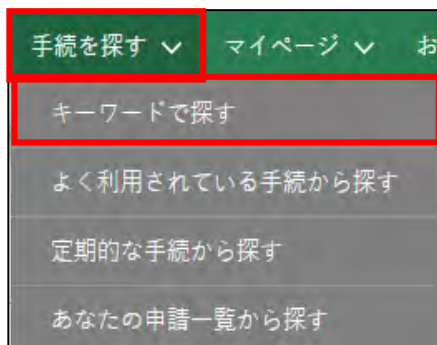 手続を探す マイページ お
キーワードで探す
よく利用されている手続から探す
定期的な手続から探す
あなたの申請一覧から探す